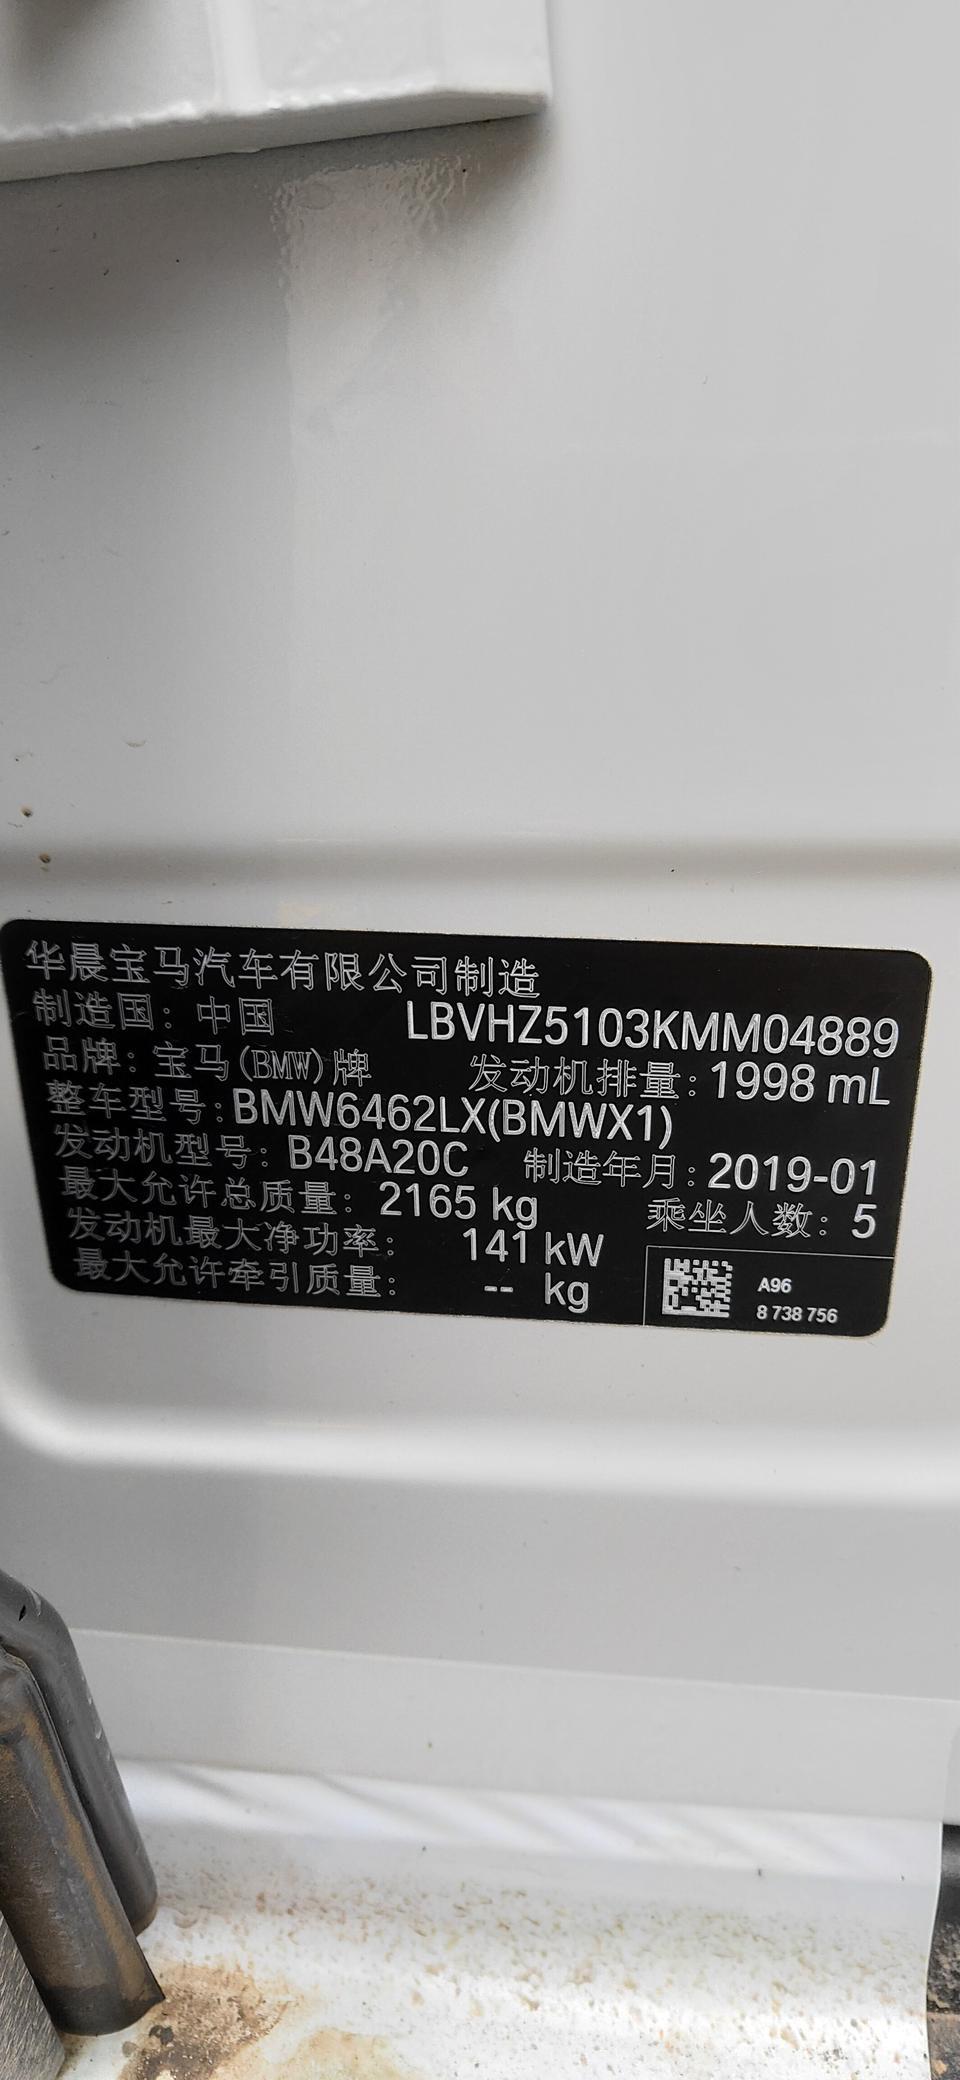 华晨宝马汽车有限公司制造
制造国：中国 LBVHZ5103KMM04889
品牌：宝马(BMW)牌 发动机排量：1998 mL
整车型号：BMW6462LX(BMWX1)
发动机型号：B48A20C 制造年月：2019-01
最大允许总质量：2165 kg 乘坐人数：5
发动机最大净功率：141 kW
最大允许牵引质量：-- kg
A96
8 738 756